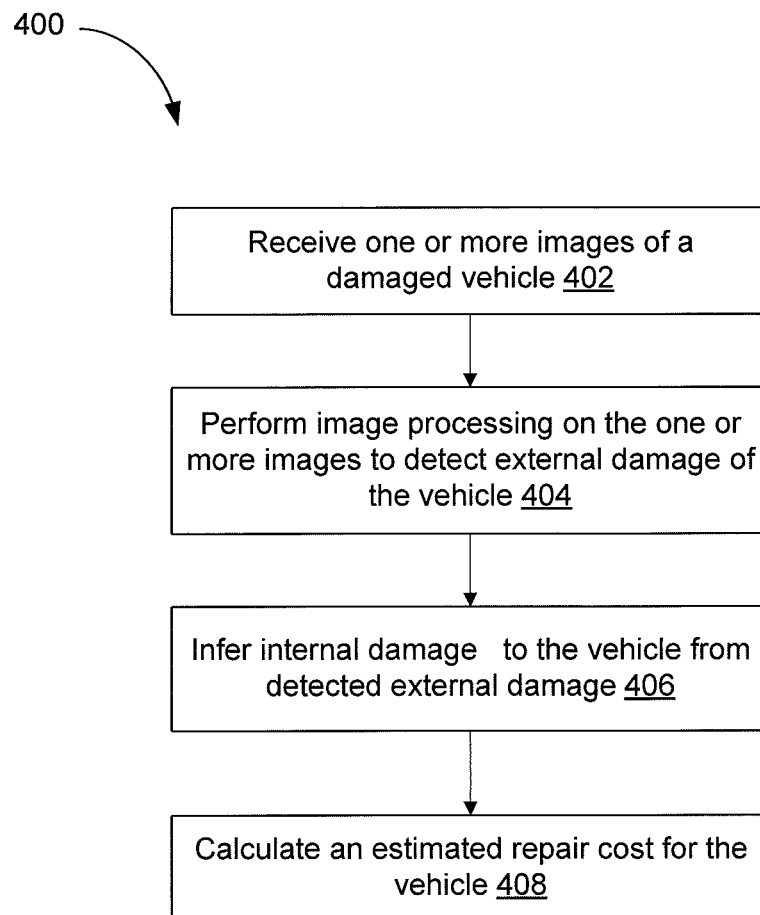 400
Receive one or more images of a
damaged vehicle 402
Perform image processing on the one or
more images to detect external damage of
the vehicle 404
Infer internal damage to the vehicle from
detected external damage 406
Calculate an estimated repair cost for the
vehicle 408